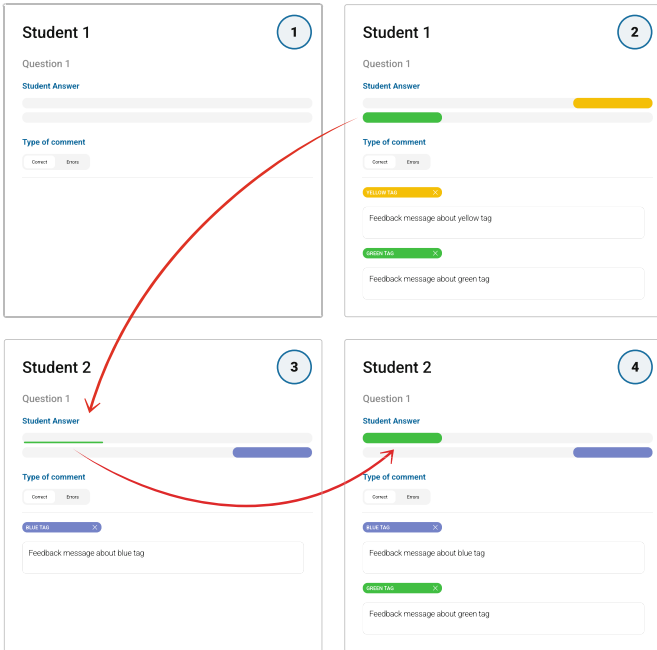 Student 1
1
Question 1
Student Answer
Type of comment
Correct Errors
Student 1
2
Question 1
Student Answer
Type of comment
Correct Errors
YELLOW TAG
Feedback message about yellow tag
GREEN TAG
Feedback message about green tag
Student 2
3
Question 1
Student Answer
Type of comment
Correct Errors
BLUE TAG
Feedback message about blue tag
Student 2
4
Question 1
Student Answer
Type of comment
Correct Errors
BLUE TAG
Feedback message about blue tag
GREEN TAG
Feedback message about green tag